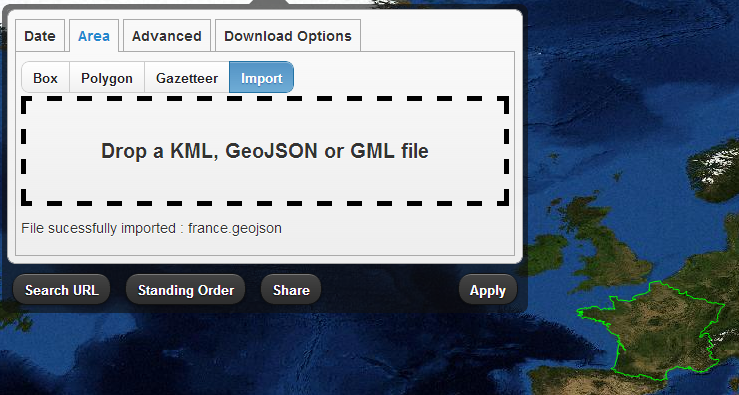 Date Area Advanced Download Options
Box Polygon Gazetteer Import
Drop a KML, GeoJSON or GML file
File sucessfully imported : france.geojson
Search URL Standing Order Share Apply